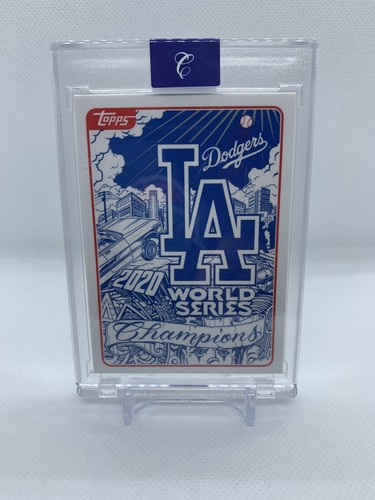 C
Topps
Dodgers
LA
2020
WORLD
SERIES
Champions